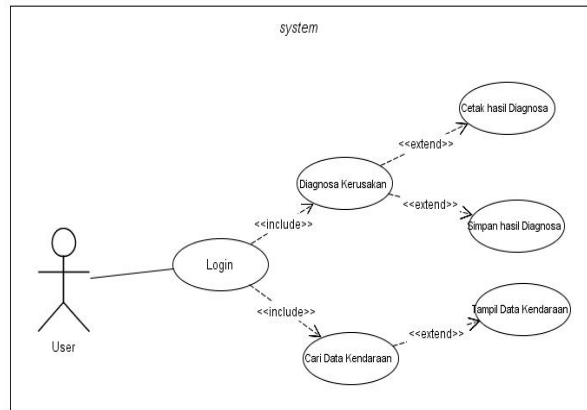 system
Cetak hasil Diagnosa
<<extend>>
Diagnosa Kerusakan
<<extend>>
<<include>>
Simpan hasil Diagnosa
Login
Tampil Data Kendaraan
<<include>>
<<extend>>
User
Cari Data Kendaraan